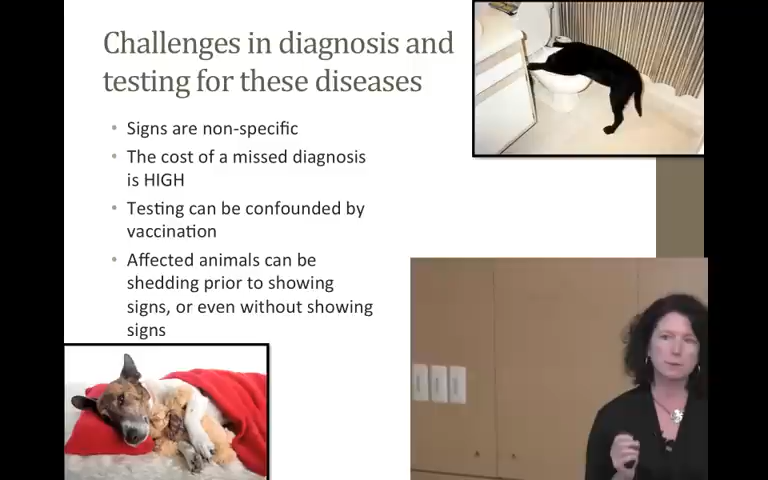 Challenges in diagnosis and
testing for these diseases
• Signs are non-specific
• The cost of a missed diagnosis
is HIGH
• Testing can be confounded by
vaccination
• Affected animals can be
shedding prior to showing
signs, or even without showing
signs